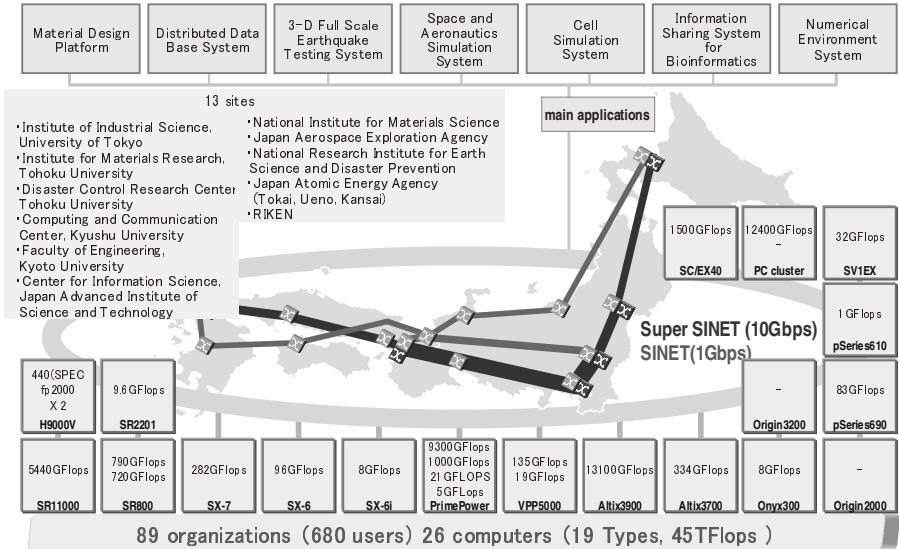 Material Design
Platform
Distributed Data
Base System
3-D Full Scale
Earthquake
Testing System
Space and
Aeronautics
Simulation
System
Cell
Simulation
System
Information
Sharing System
for
Bioinformatics
Numerical
Environment
System
13 sites
・Institute of Industrial Science,
University of Tokyo
・Institute for Materials Research,
Tohoku University
・Disaster Control Research Center
Tohoku University
・Computing and Communication
Center, Kyushu University
・Faculty of Engineering,
Kyoto University
・Center for Information Science,
Japan Advanced Institute of
Science and Technology
・National Institute for Materials Science
・Japan Aerospace Exploration Agency
・National Research Institute for Earth
Science and Disaster Prevention
・Japan Atomic Energy Agency
(Tokai, Ueno, Kansai)
・RIKEN
main applications
1500GFlops
SC/EX40
12400GFlops
-
PC cluster
32GFlops
SV1EX
1GFlops
pSeries610
Super SINET (10Gbps)
SINET(1Gbps)
440(SPEC
fp2000
X 2
H9000V
9.6GFlops
SR2201
-
Origin3200
83GFlops
pSeries690
5440GFlops
SR11000
790GFlops
720GFlops
SR800
282GFlops
SX-7
96GFlops
SX-6
8GFlops
SX-6i
9300GFlops
1000GFlops
21GFLOPS
5GFLops
PrimePower
135GFlops
19GFlops
VPP5000
13100GFlops
Altix3900
334GFlops
Altix3700
8GFlops
Onyx300
-
Origin2000
89 organizations (680 users) 26 computers (19 Types, 45TFlops )